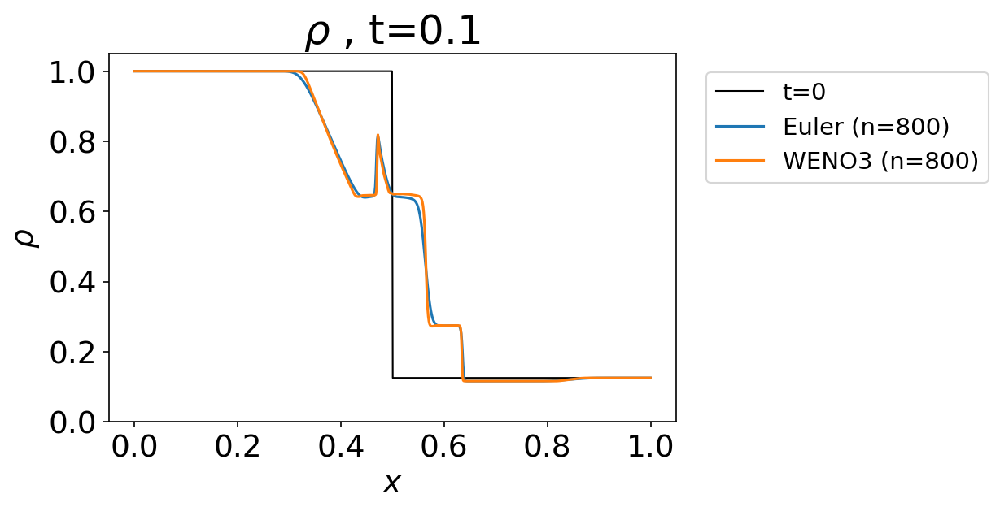 ρ , t=0.1
ρ
1.0
0.8
0.6
0.4
0.2
0.0
0.0 0.2 0.4 0.6 0.8 1.0
x
t=0
Euler (n=800)
WENO3 (n=800)